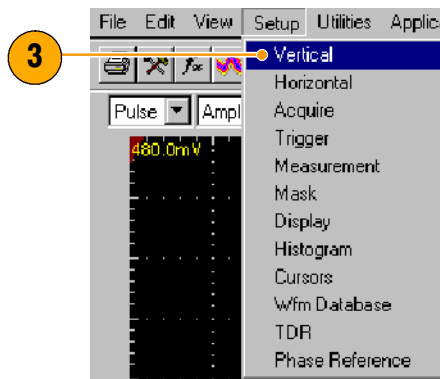 File Edit View Setup Utilities Applic
3
Vertical
Pulse Ampl
Horizontal
Acquire
480.0mV
Trigger
Measurement
Mask
Display
Histogram
Cursors
Wfm Database
TDR
Phase Reference